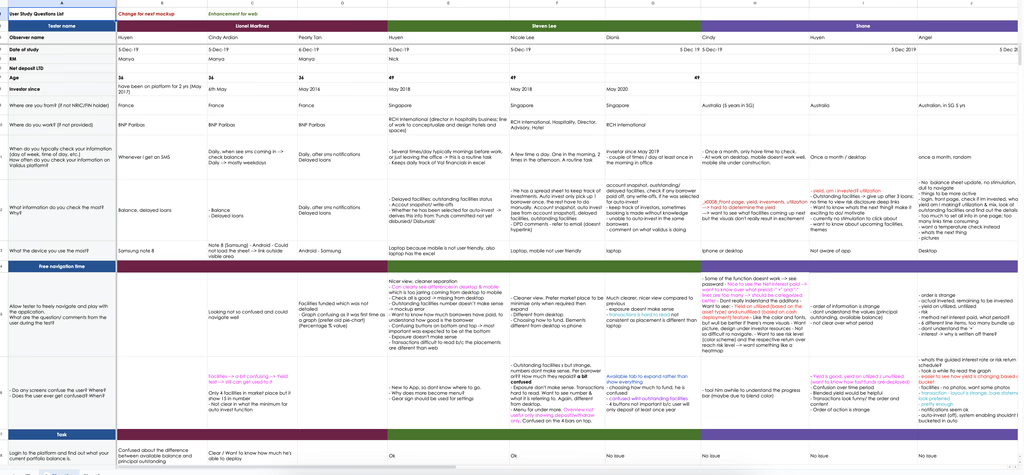 A B C D E F G H I J
User Study Questions List Change for next mockup Enhancement for web
Tester name Lionel Martinez Steven Lee Shane
Observer name Huyen Cindy Ardian Pearly Tan Huyen Nicole Lee Dionis Cindy Huyen Angel
Date of study 5-Dec-19 5-Dec-19 6-Dec-19 5-Dec-19 5-Dec-19 5 Dec 19 5-Dec-19 5 Dec 2019 5 Dec
RM Manya Manya Manya Nick
Net deposit LTD
Age 36 36 36 49 49 49
Investor since
have been on platform for 2 yrs (May
2017)
6th May May 2016 May 2018 May 2018 May 2020
Where are you from? (if not NRIC/FIN holder) France France France Singapore Singapore Singapore Australia (5 years in SG) Australia Australian, in SG 5 yrs
Where do you work? (if not provided) BNP Paribas BNP Paribas BNP Paribas
RCH International (director in hospitality business; line
of work to conceptualize and design hotels and
spaces)
RCH International, Hospitality, Director,
Advisory, Hotel
RCH international
When do you typically check your information
(day of week, time of day, etc.)
How often do you check your information on
Validus platform?
Whenever I get an SMS
Daily, when sms coming in -->
check balance
Daily --> mostly weekdays
Daily, after sms notifications
Delayed loans
- Several times/day typically mornings before work,
or just leaving the office -> this is a routine task
- Keeps daily track of Val financials in excel
A few time a day. One in the morning, 2
times in the afternoon. A routine task
investor since May 2019
- couple of times / day at least once in
the morning in office
- Once a month, only have time to check.
- At work on desktop, mobile doesnt work well,
mobile site under construction.
Once a month / desktop
once a month, random
What information do you check the most?
Why?
Balance, delayed loans
- Balance
- Delayed loans
Daily, after sms notifications
Delayed loans
- Delayed facilities; outstanding facilities status
- Account snapshot/ write-offs
- Whether he has been selected for auto-invest ->
derives this info from 'Funds committed not yet
disbursed/ Disbursals'
- He has a spread sheet to keep track of
investments. Auto invest only pick up 1
borrower once, the rest have to do
manually. Account snapshot, auto invest
(see from account snapshot), delayed
facilities, outstanding facilities
- DPD comments - refer to email (doesnt
hyperlink)
account snapshot, outstanding/
delayed facilities, check if any borrower
paid off, any write-offs, if he was selected
for auto-invest
- keep track of investors, sometimes
booking is made without knowledge
- unable to auto-invest in the same
borrowers
- comment on what validus is doing
--> hard to determine the yield
--> want to see what facilities coming up next
but the visuals don't really result in excitement
- yield, am i invested? utilization
- Outstanding facilities -> give up after 3 loans
no time to view risk disclosure deep links
- Want to know whats the next thing? make it
exciting to do/ motivate
- currently no stimulation to click about
- want to know about upcoming facilities,
themes
- No. balance sheet update, no stimulation,
dull to navigate
- things to be more active
- login, front page, check if im invested, what
yield am i making? utilization & mia, look at
outstanding facilities and find out the details
- too much to sell all info in one page, too
many links time consuming
- want a temperature check instead
- whats the next thing
- pictures
What the device you use the most? Samsung note 8
Note 8 (Samsung) - Android - Could
not load the sheet -> link outside
visible area
Android - Samsung
Laptop because mobile is not user friendly, also
laptop has the excel
Laptop, mobile not user friendly laptop Iphone or Desktop Not aware of app Desktop
Free navigation time
Allow tester to freely navigate and play with
the application.
What are the question/ comments from the
user during the test?
Looking not so confused and could
navigate well
Facilities funded which was not
detailed
- Graph confusing as it was first time as
a graph (prefer old pie-chart)
(Percentage % value)
Nicer view, cleaner separation
- Can clearly see differences in desktop & mobile
which is too jarring coming from desktop to mobile
- Check all is good -> missing from desktop
- Outstanding facilities number doesn't make sense
-> mockup error
- Want to know how much borrowers have paid, to
understand how good is the borrower
- Confusing buttons on bottom and top -> most
important was expected to be at the bottom
- Exposure doesn't make sense
- Transactions difficult to read b/c the placements
are different than web.
- Cleaner view. Prefer market place to be
minimize only when required then
expand
- Different from desktop
- Choosing how to fund. Elements
different from desktop vs phone
Much cleaner, nicer view compared to
previous
- exposure doesnt make sense
- transactions is hard to read not
consistent as placement is different than
laptop
- Some of the function doesnt work --> see
password - Nice to see the Net interest paid -->
want to know over what period; "+" and "-"
lines are too many --> should be categorized
better - Dont really understand the additions
Want to see: - Yield on utilized (based on the
asset type) and unutilized (based on cash
deployment) feature - Like the color and fonts,
but will be better if there's more visuals - Want
picture, design under investor resources - Not
so difficult to navigate. - Want to see risk level
(color scheme) and the respective return over
reach risk level --> want something like a
heatmap
- order of information is strange
- dont understand the values (principal
outstanding, available balance)
- not clear over what period
- order is strange
- actual invested, remaining to be invested
- yield on utilized
- risk
- method net interest paid, what period?
- 6 different line items, too many bundle up
- dont understand the '+'
- interest -> why is written off there?
- Do any screens confuse the user? Where?
- Does the user ever get confused? Where?
Facilities --> a bit confusing --> field
text --> still can get used to it
Only 4 facilities in market place but it
show 15 in number
- Not clear in what the minimum for
auto invest function
- New to App, so don't know where to go.
- Why does more become menu?
- Gear sign should be used for settings
- Outstanding facilities is but strange,
numbers dont make sense. Per borrower
or? How much they repaid? a bit
confused
- Exposure don't make sense. Transactions
hard to read. Want to see number &
what it is referring to. Again, different
from desktop.
- Menu for under more. Overview not
useful only showing deposit/withdraw
only. Confused on the 4 bars on top.
Available tab to expand rather than
show everything
- choosing how much to fund, he is
confused
- confused wiht outstanding facilities
- 4 buttons not important b/c user will
only deposit at least once year
- told him awhile to understand the progress
bar (maybe due to blend color)
- Yield is good, yield on utilized / unutilized
(want to know how fast funds are deployed)
- Confusion over time period
- Blended yield would be helpful
- Transactions look funny/ the order and
content
- Order of action is strange
- whats the guided interest rate or risk return
schedule?
- took a while to read the graph
- easier to see how yield is changing based
bucket
- facilities - no photos, want some photos
- transaction - layout is strange,
look preferred
- pretty enough
- notifications seem ok
- auto-invest (off), system enabling
bucketed in auto
Task
Login to the platform and find out what your
current portfolio balance is.
Confused about the difference
between available balance and
principal outstanding
Clear / Want to know how much he's
able to deploy
Ok Ok No issue No issue No issue No issue